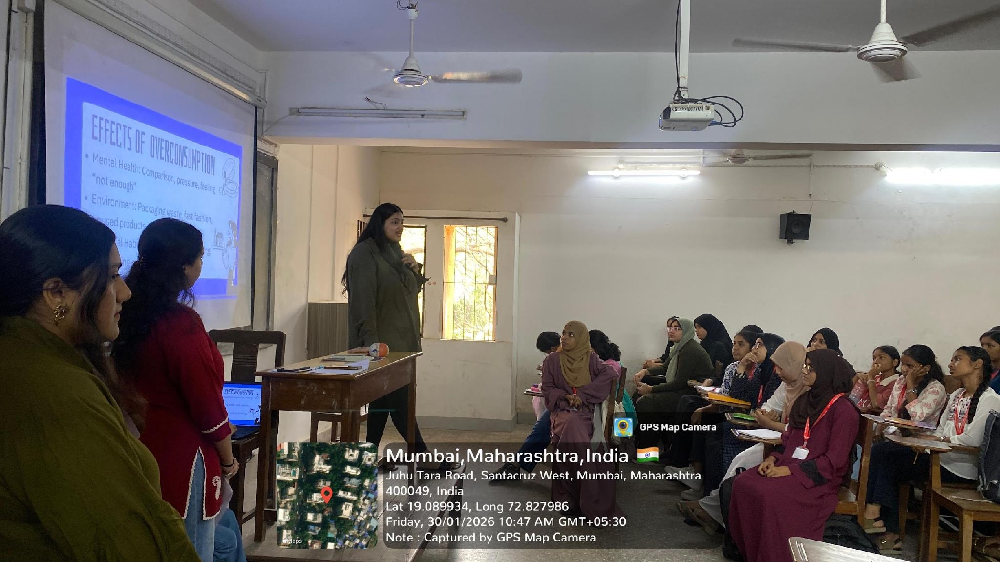 EFFECTS OF OVERCONSUMPTION
• Mental Health: Comparison, pressure, feeling
"not enough"
• Environment: Packaging waste, fast fashion,
products
OVERCONSUMPTION
GPS Map Camera
Mumbai,Maharashtra,India
Juhu Tara Road, Santacruz West, Mumbai, Maharashtra
400049, India
Lat 19.089934, Long 72.827986
Friday, 30/01/2026 10:47 AM GMT+05:30
Note : Captured by GPS Map Camera
Maps